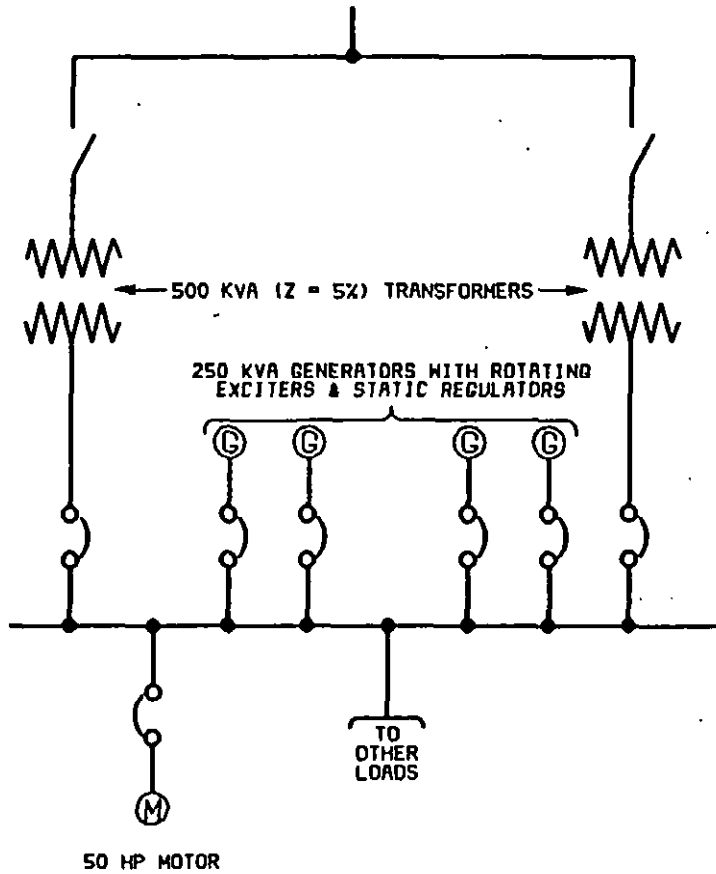 500 KVA (Z = 5%) TRANSFORMERS
250 KVA GENERATORS WITH ROTATING
EXCITERS & STATIC REGULATORS
G G G G
TO
OTHER
LOADS
M
50 HP MOTOR